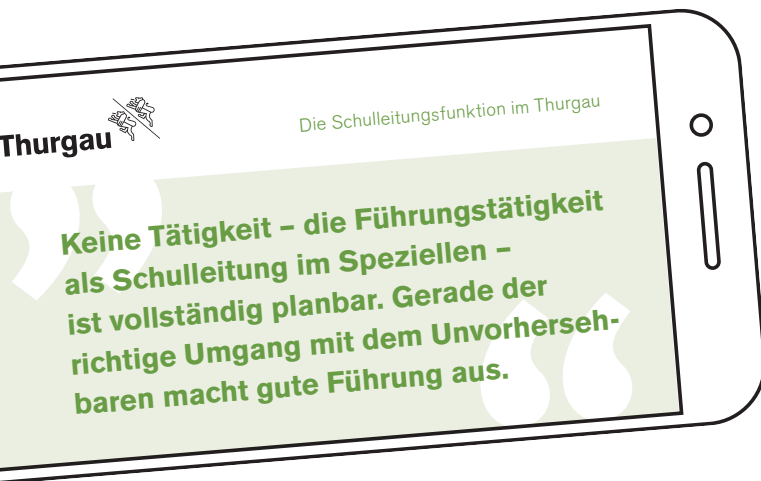 Thurgau
Die Schulleitungsfunktion im Thurgau
Keine Tätigkeit – die Führungstätigkeit
als Schulleitung im Speziellen –
ist vollständig planbar. Gerade der
richtige Umgang mit dem Unvorherseh-
baren macht gute Führung aus.